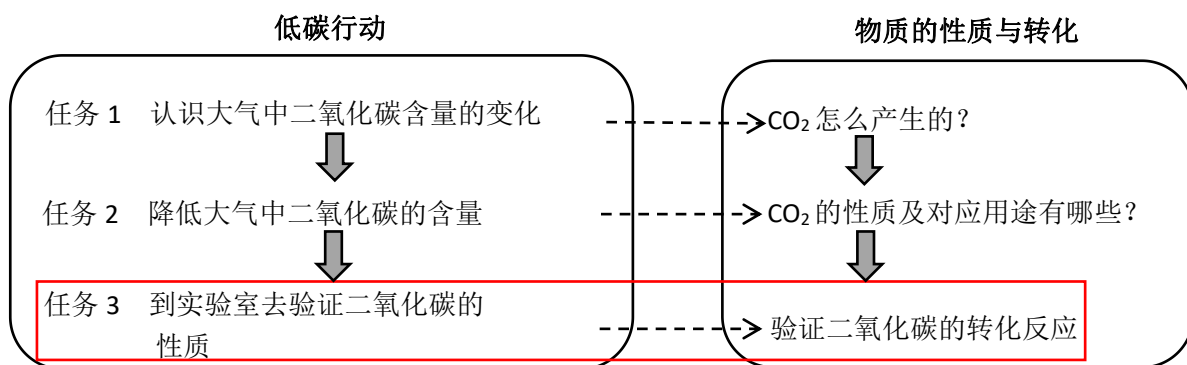 低碳行动
物质的性质与转化
任务 1 认识大气中二氧化碳含量的变化
CO₂ 怎么产生的？
任务 2 降低大气中二氧化碳的含量
CO₂ 的性质及对应用途有哪些？
任务 3 到实验室去验证二氧化碳的
性质
验证二氧化碳的转化反应